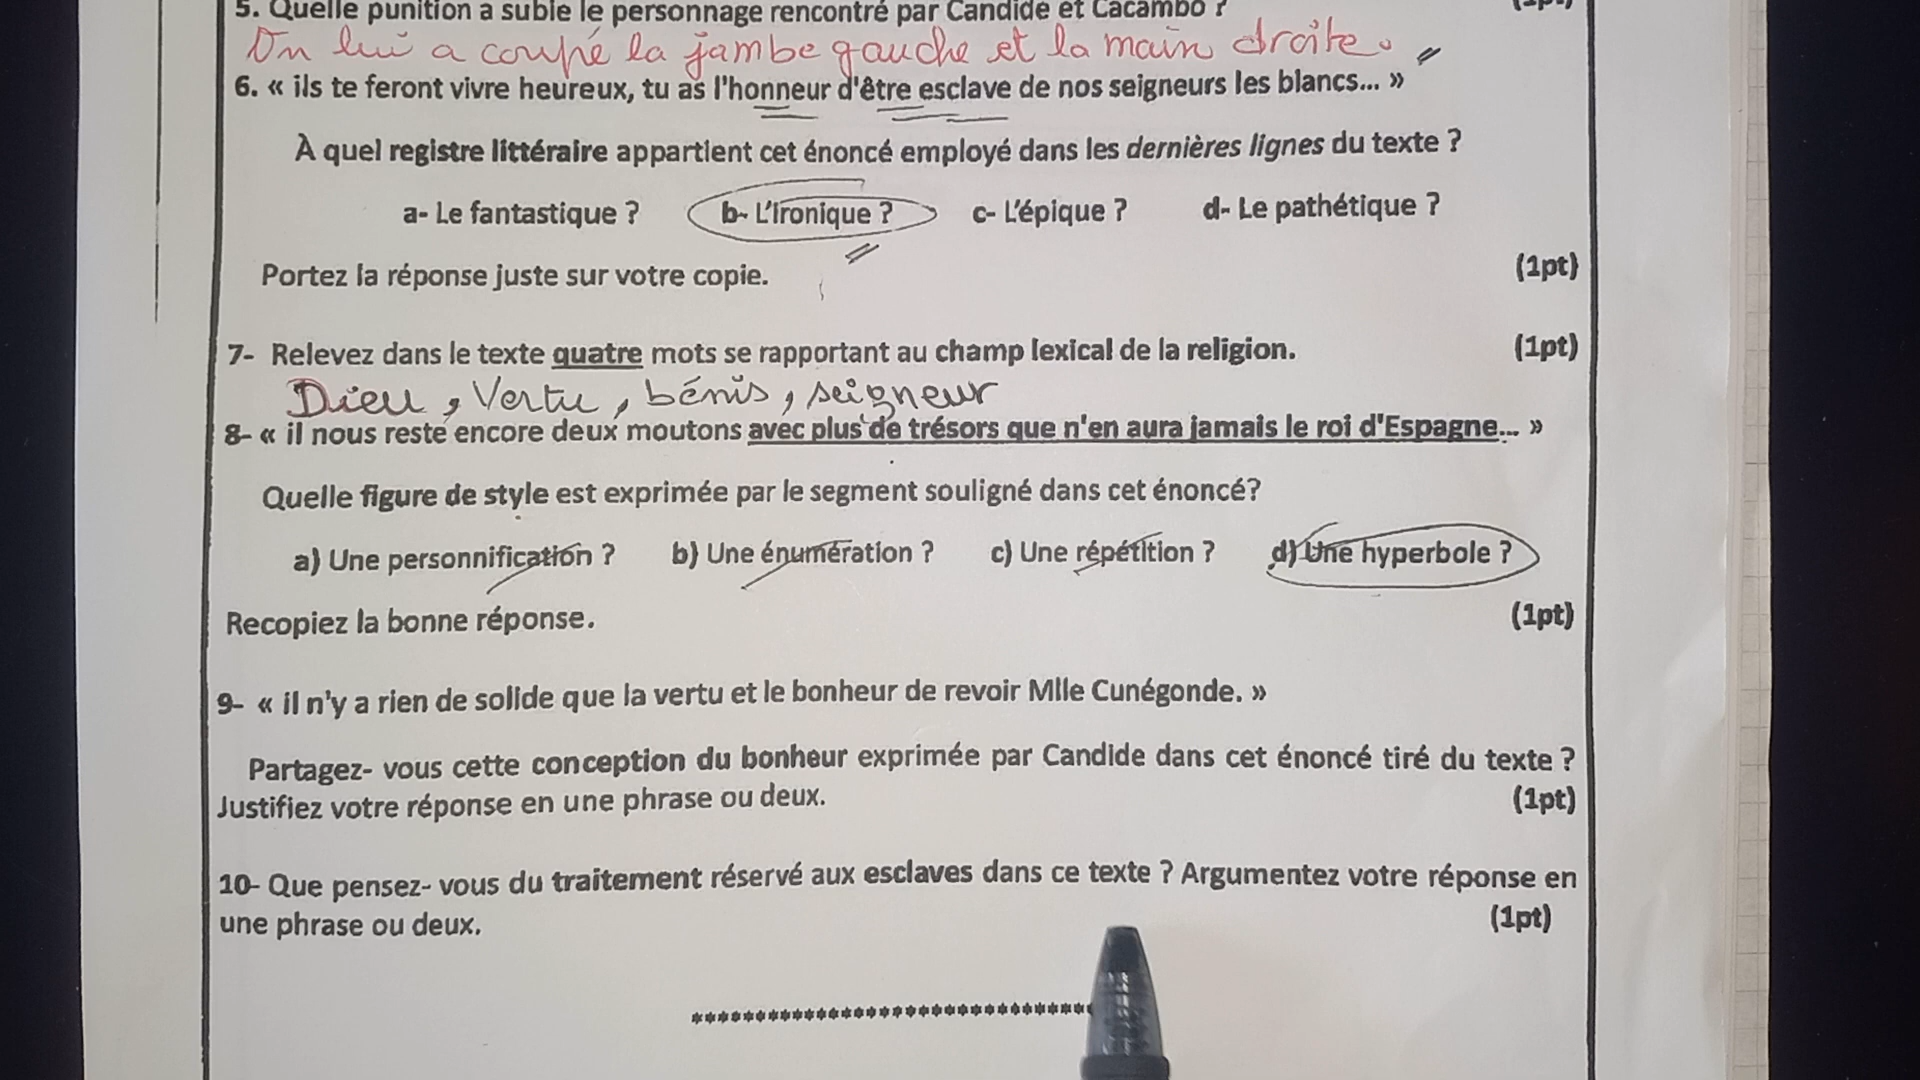 5. Quelle punition a subie le personnage rencontré par Candide et Cacambo ? (1pt)
On lui a coupé la jambe gauche et la main droite.
6. « ils te feront vivre heureux, tu as l'honneur d'être esclave de nos seigneurs les blancs... »
À quel registre littéraire appartient cet énoncé employé dans les dernières lignes du texte ?
a- Le fantastique ? b- L'ironique ? c- L'épique ? d- Le pathétique ?
Portez la réponse juste sur votre copie. (1pt)
7- Relevez dans le texte quatre mots se rapportant au champ lexical de la religion. (1pt)
Dieu, Vertu, bénis, seigneur
8- « il nous reste encore deux moutons avec plus de trésors que n'en aura jamais le roi d'Espagne... »
Quelle figure de style est exprimée par le segment souligné dans cet énoncé?
a) Une personnification ? b) Une énumération ? c) Une répétition ? d) Une hyperbole ?
Recopiez la bonne réponse. (1pt)
9- « il n'y a rien de solide que la vertu et le bonheur de revoir Mlle Cunégonde. »
Partagez- vous cette conception du bonheur exprimée par Candide dans cet énoncé tiré du texte ?
Justifiez votre réponse en une phrase ou deux. (1pt)
10- Que pensez- vous du traitement réservé aux esclaves dans ce texte ? Argumentez votre réponse en
une phrase ou deux. (1pt)